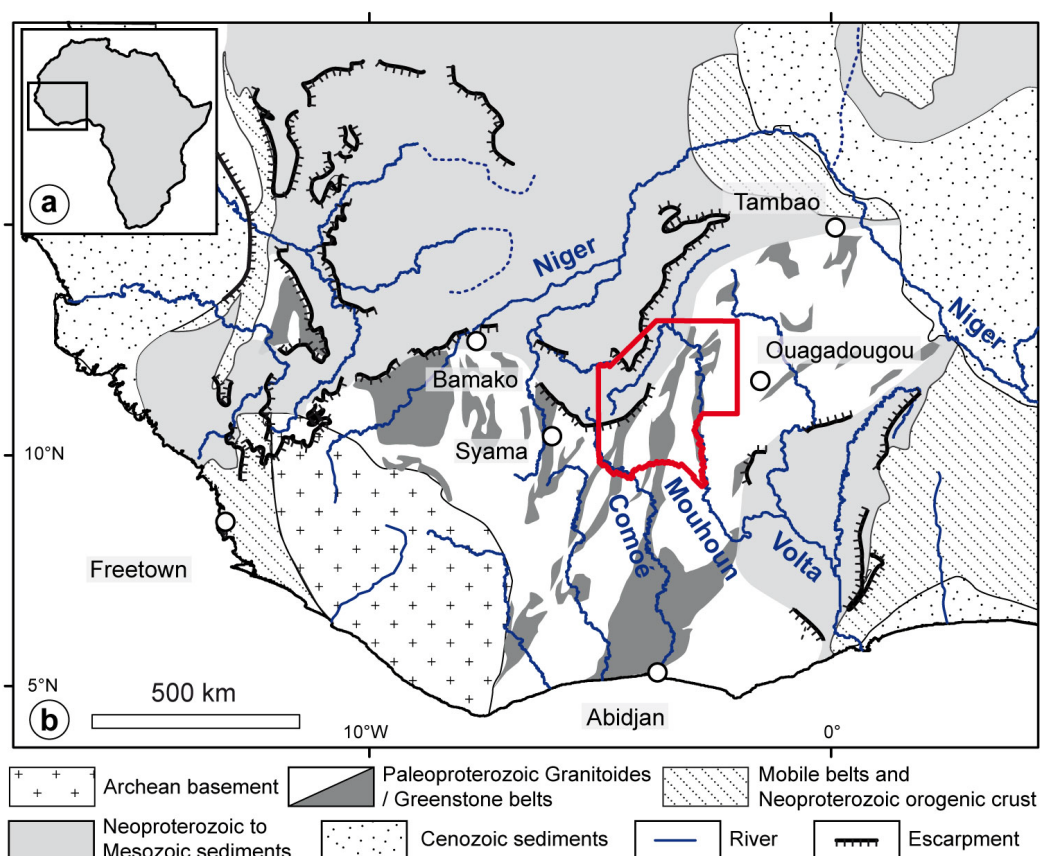 a
Tambao
Niger
Niger
Ouagadougou
Bamako
10°N
Syama
Comoé
Mouhoun
Volta
Freetown
5°N
500 km
b
Abidjan
10°W
0°
Archean basement
Paleoproterozoic Granitoides
/ Greenstone belts
Mobile belts and
Neoproterozoic orogenic crust
Neoproterozoic to
Mesozoic sediments
Cenozoic sediments
River
Escarpment